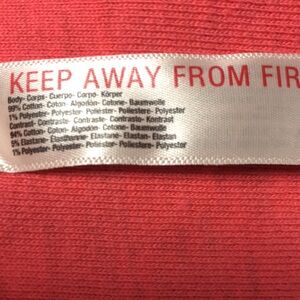 KEEP AWAY FROM FIR
Body- Corps- Cuerpo- Corpo- Körper
99% Cotton- Coton- Algodón- Cotone- Baumwolle
1% Polyester- Polyester- Poliéster- Poliestere- Polyester
Contrast- Contraste- Contraste- Contrasto- Kontrast
94% Cotton- Coton- Algodón- Cotone- Baumwolle
5% Elastane- Élasthanne- Elastano- Elastan- Elastan
1% Polyester- Polyester- Poliéster- Poliestere- Polyester